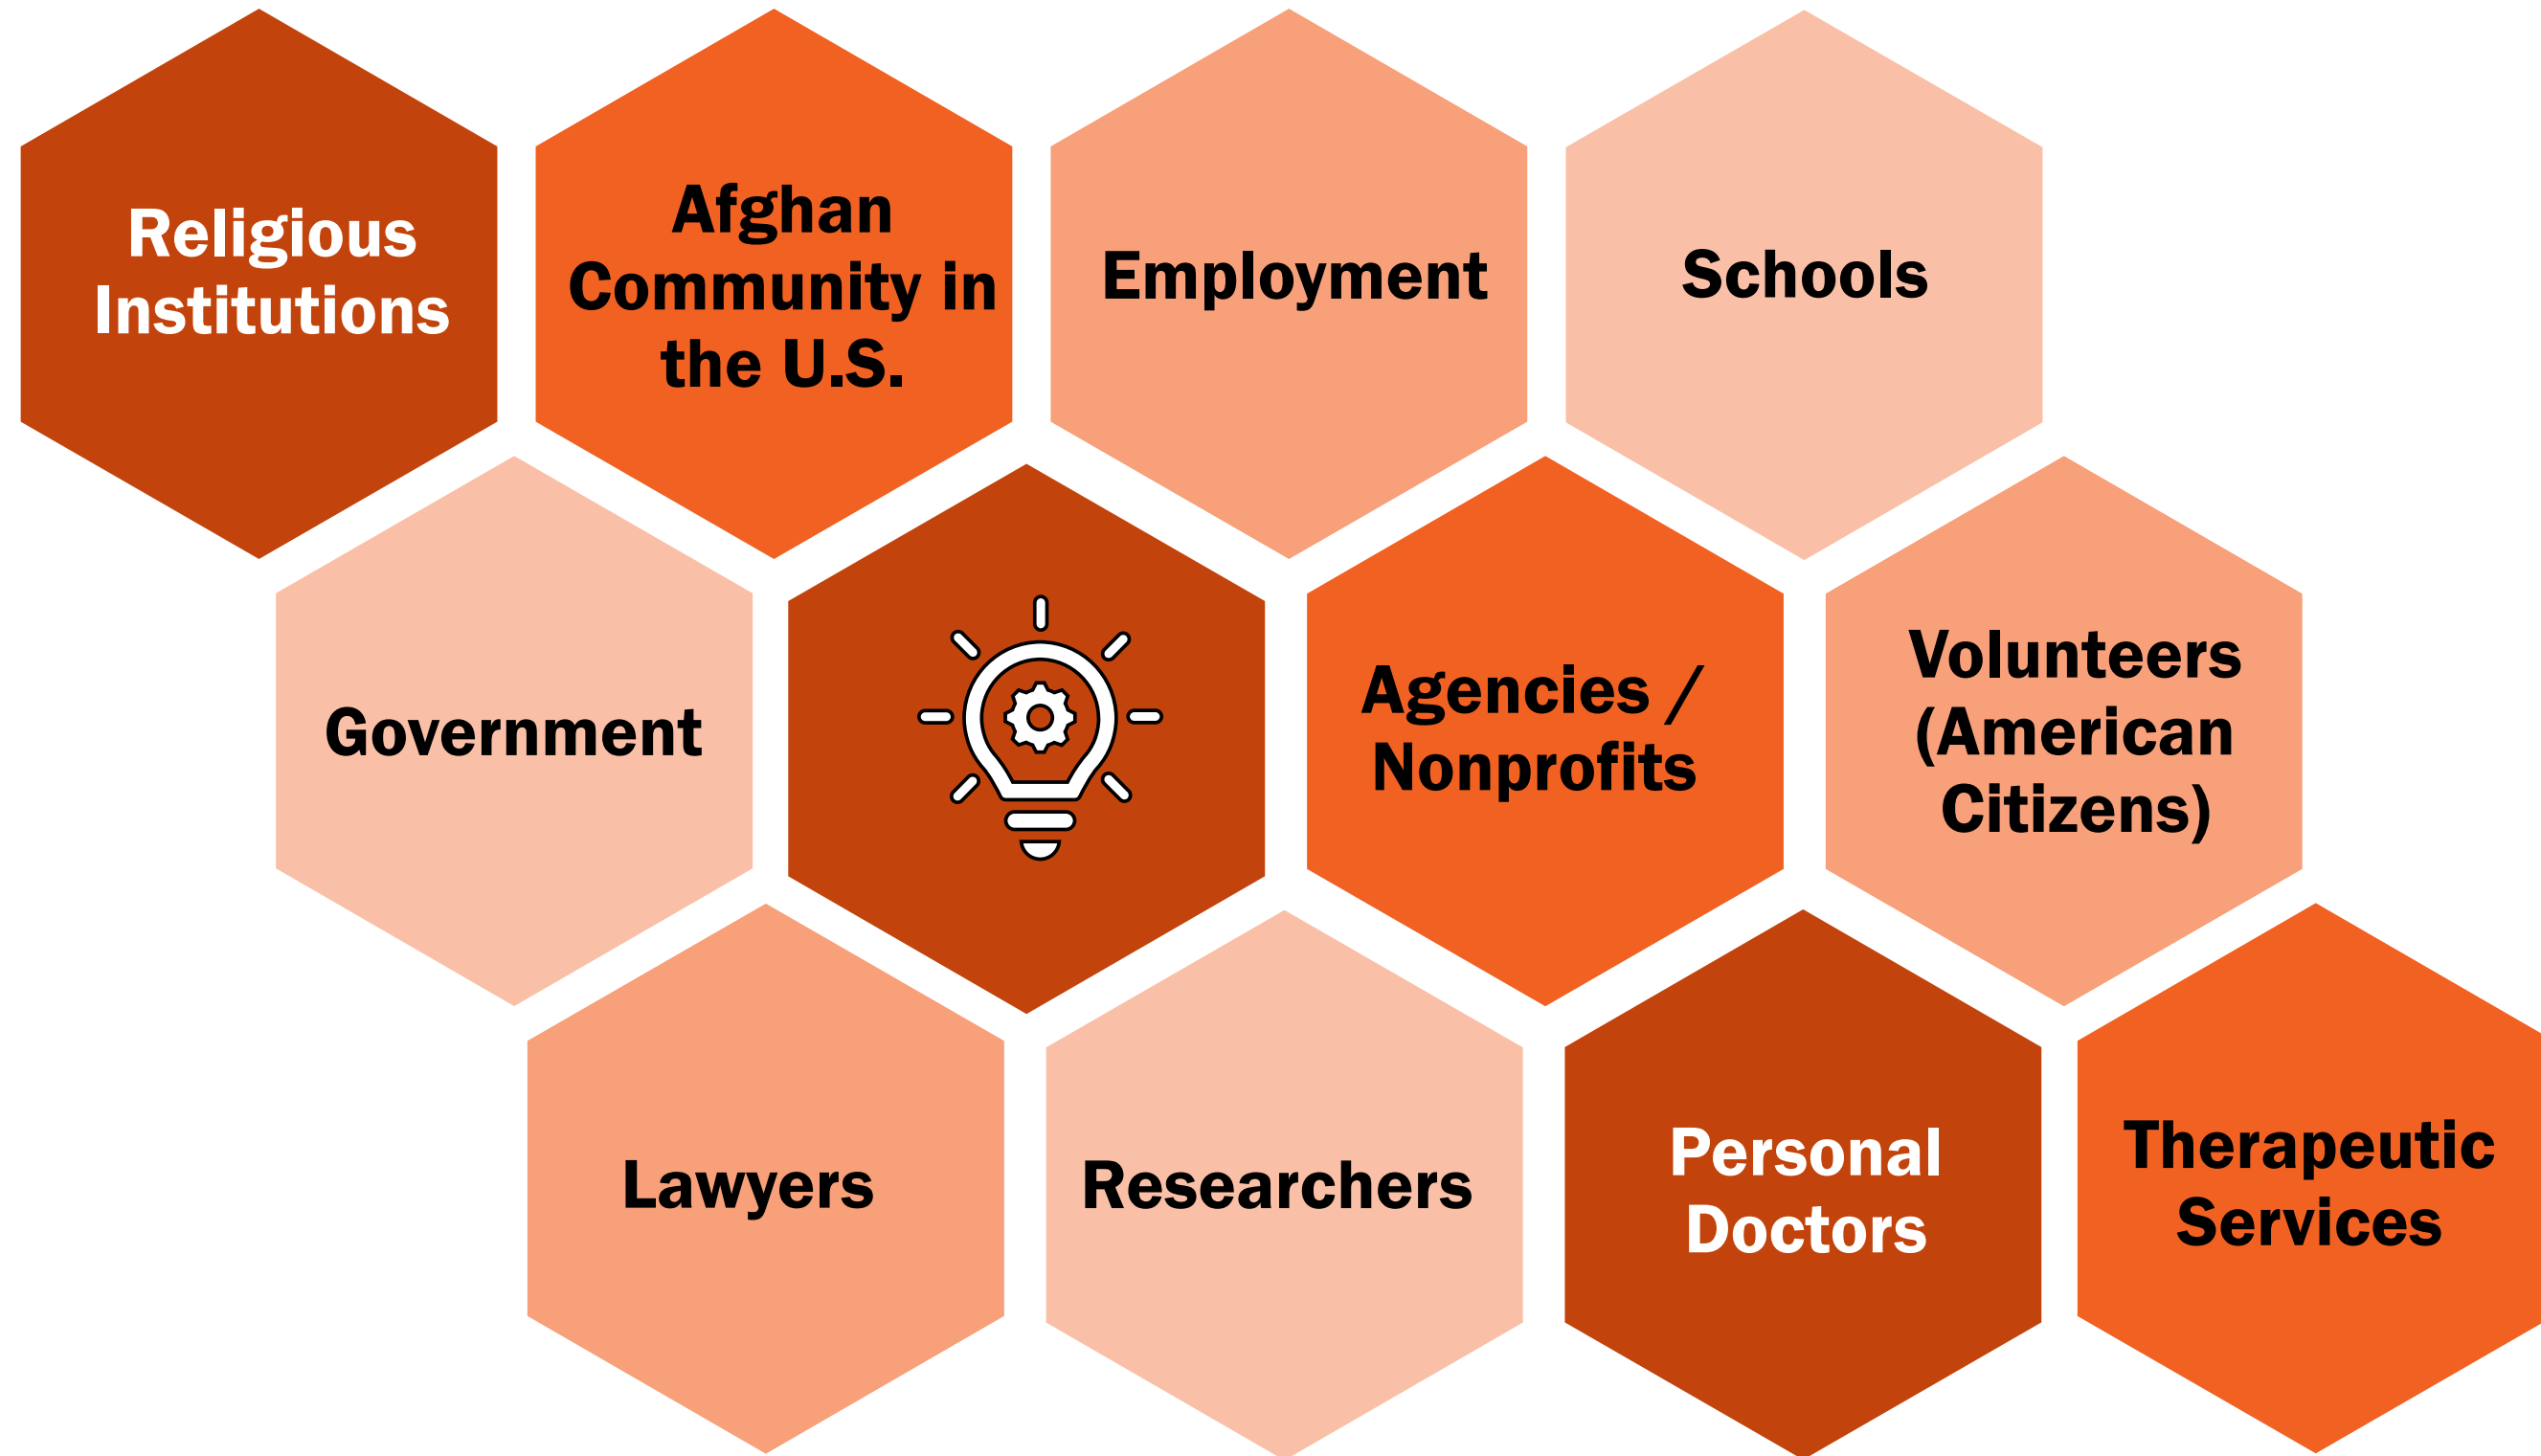 Religious
Institutions
Afghan
Community in
the U.S.
Employment
Schools
Government
Agencies /
Nonprofits
Volunteers
(American
Citizens)
Lawyers
Researchers
Personal
Doctors
Therapeutic
Services